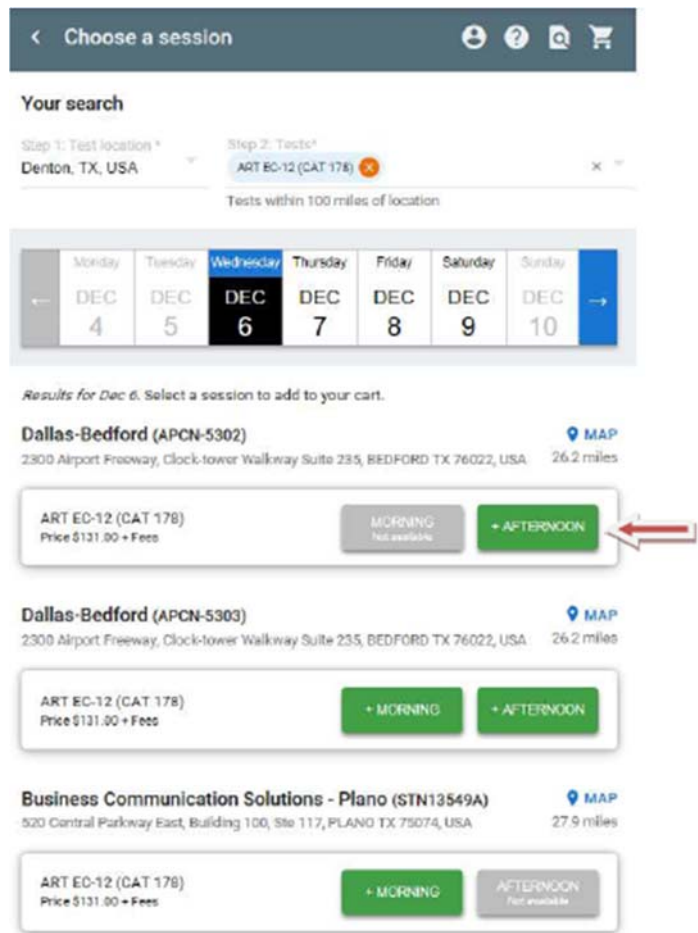 Choose a session
Your search
Step 1: Test location * Step 2: Tests*
Denton, TX, USA ART EC-12 (CAT 178)
Tests within 100 miles of location
Monday Tuesday Wednesday Thursday Friday Saturday Sunday
DEC DEC DEC DEC DEC DEC DEC
4 5 6 7 8 9 10
Results for Dec 6. Select a session to add to your cart.
Dallas-Bedford (APCN-5302) MAP
2300 Airport Freeway, Clock-tower Walkway Suite 235, BEDFORD TX 76022, USA 26.2 miles
ART EC-12 (CAT 178) MORNING + AFTERNOON
Price $131.00 + Fees Not available
Dallas-Bedford (APCN-5303) MAP
2300 Airport Freeway, Clock-tower Walkway Suite 235, BEDFORD TX 76022, USA 26.2 miles
ART EC-12 (CAT 178) + MORNING + AFTERNOON
Price $131.00 + Fees
Business Communication Solutions - Plano (STN13549A) MAP
520 Central Parkway East, Building 100, Ste 117, PLANO TX 75074, USA 27.9 miles
ART EC-12 (CAT 178) + MORNING AFTERNOON
Price $131.00 + Fees Not available